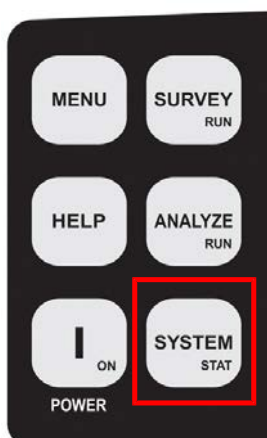 MENU
SURVEY
RUN
HELP
ANALYZE
RUN
I
ON
SYSTEM
STAT
POWER